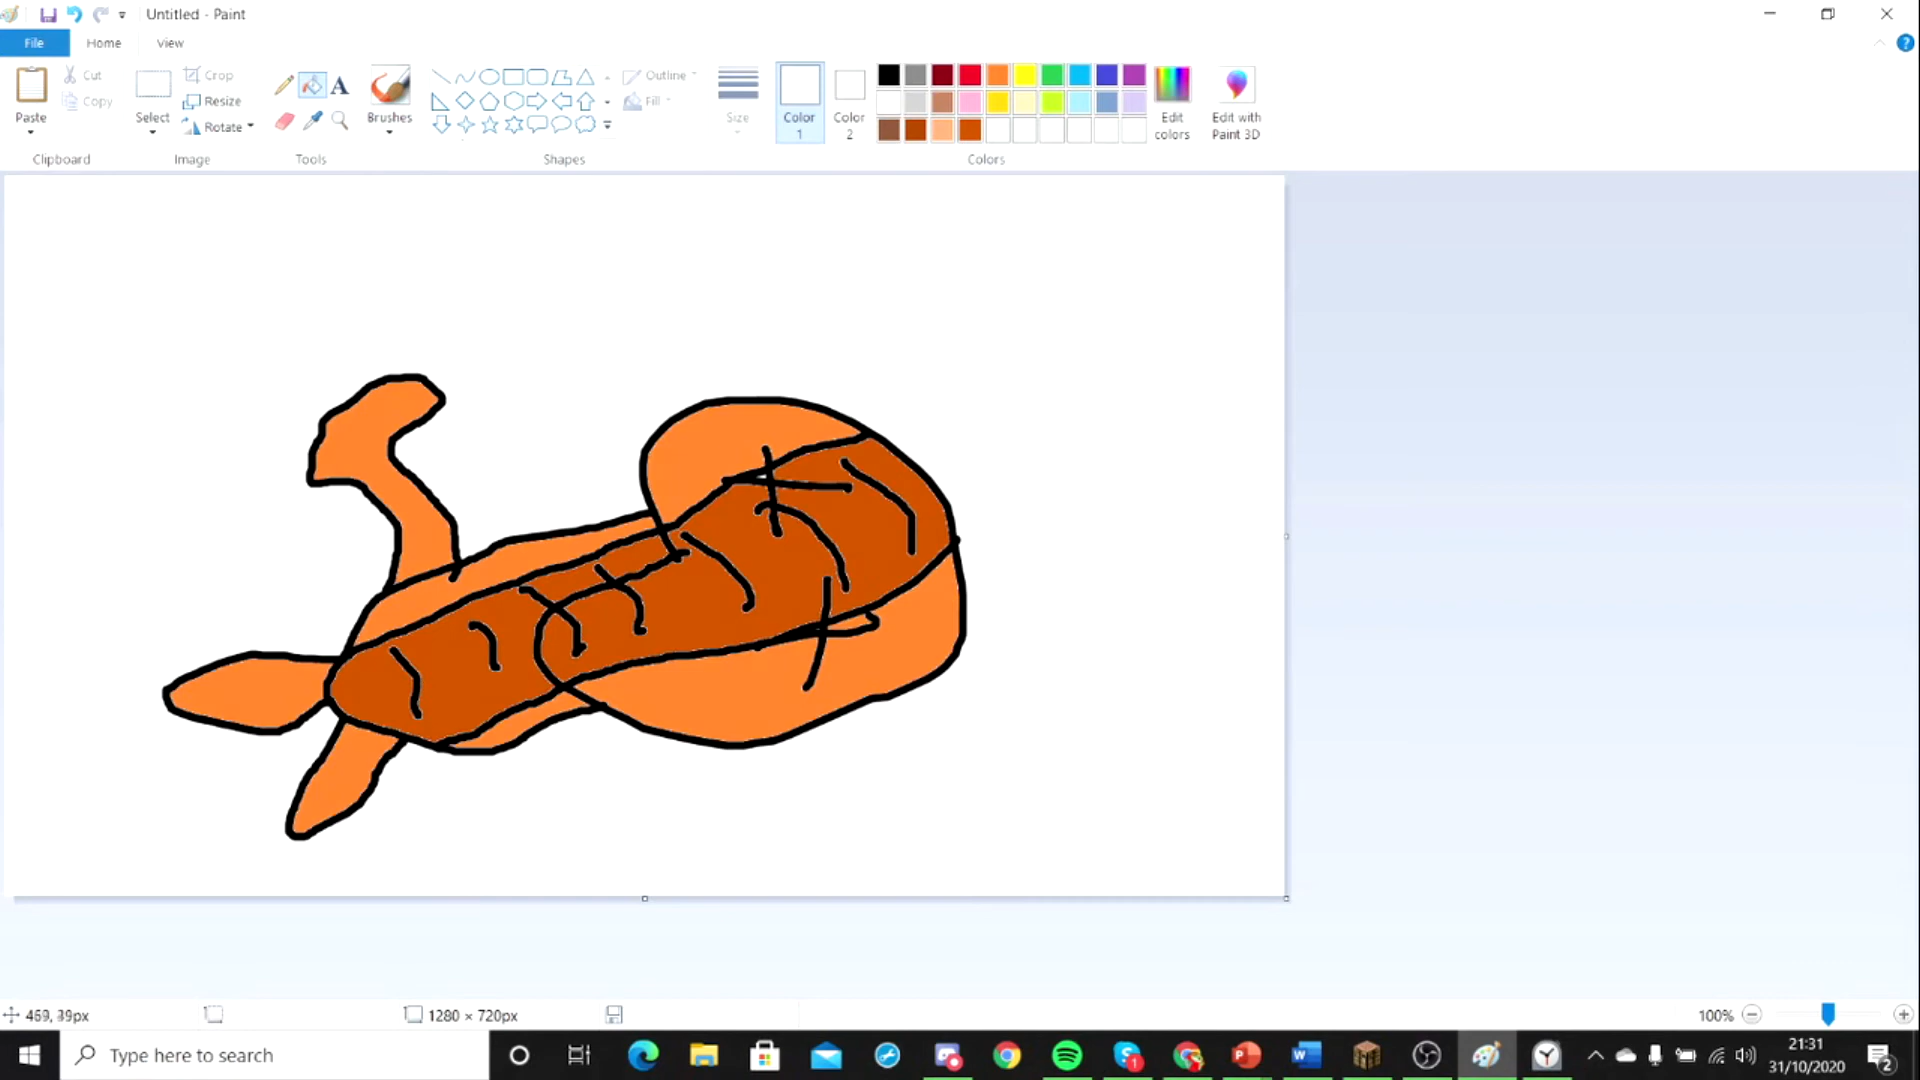 Untitled - Paint
File
Home
View
Paste
Cut
Copy
Select
Crop
Resize
Rotate
A
Brushes
Outline
Fill
Size
Color
1
Color
2
Edit
colors
Edit with
Paint 3D
Clipboard
Image
Tools
Shapes
Colors
469, 39px
1280 × 720px
100%
Type here to search
21:31
31/10/2020